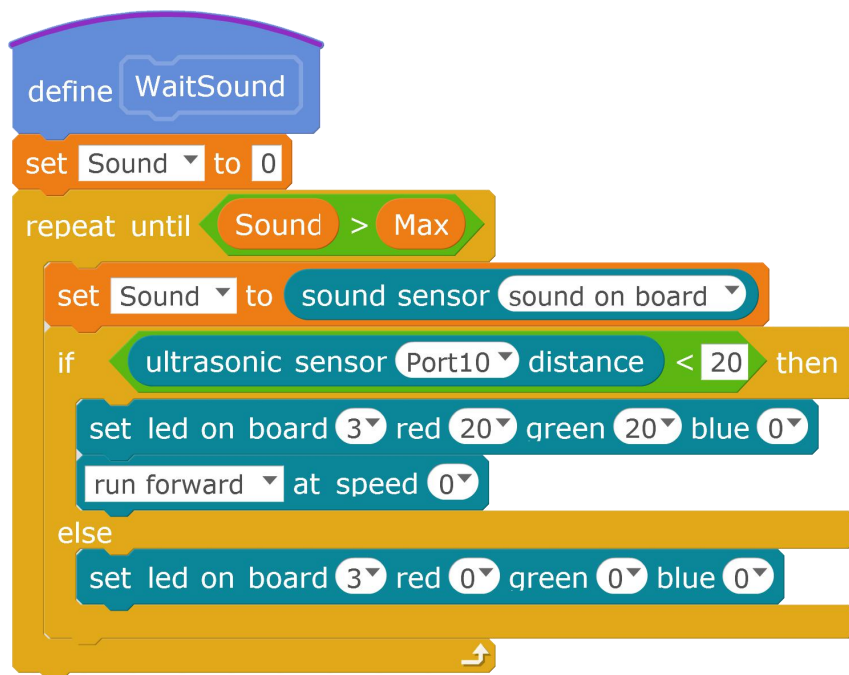 define WaitSound
set Sound to 0
repeat until Sound > Max
set Sound to sound sensor sound on board
if ultrasonic sensor Port10 distance < 20 then
set led on board 3 red 20 green 20 blue 0
run forward at speed 0
else
set led on board 3 red 0 green 0 blue 0